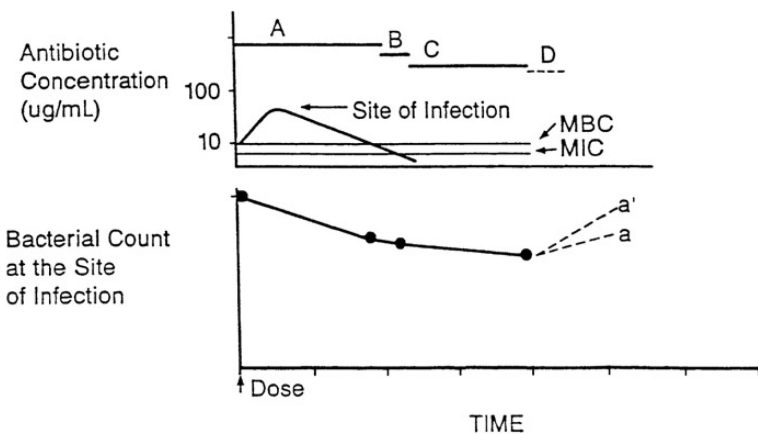 A
B
C
D
Antibiotic
Concentration
(ug/mL)
100
10
Site of Infection
MBC
MIC
Bacterial Count
at the Site
of Infection
a'
a
Dose
TIME